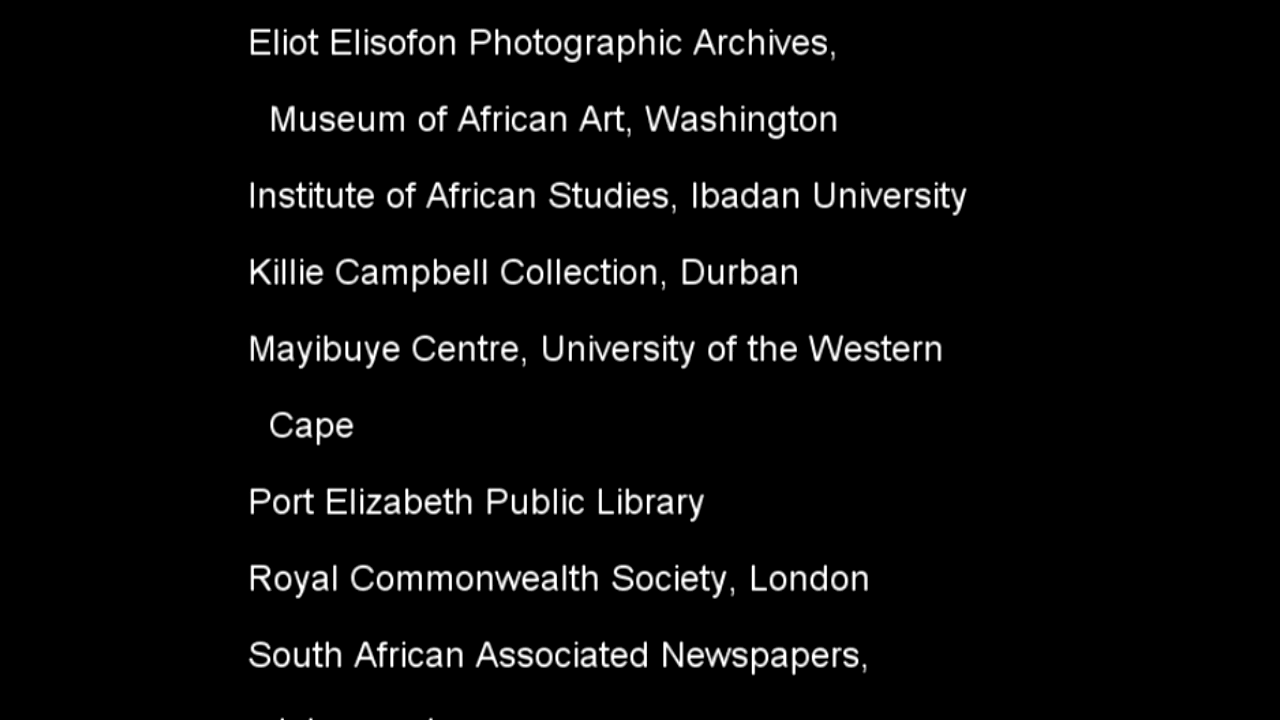 Eliot Elisofon Photographic Archives,
Museum of African Art, Washington
Institute of African Studies, Ibadan University
Killie Campbell Collection, Durban
Mayibuye Centre, University of the Western
Cape
Port Elizabeth Public Library
Royal Commonwealth Society, London
South African Associated Newspapers,